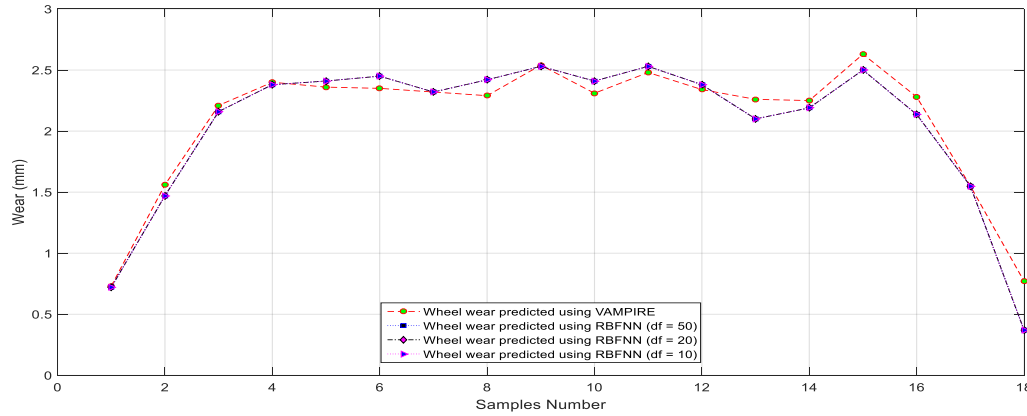 3
2.5
2
1.5
1
0.5
0
Wear (mm)
Wheel wear predicted using VAMPIRE
Wheel wear predicted using RBFNN (df = 50)
Wheel wear predicted using RBFNN (df = 20)
Wheel wear predicted using RBFNN (df = 10)
0 2 4 6 8 10 12 14 16 18
Samples Number